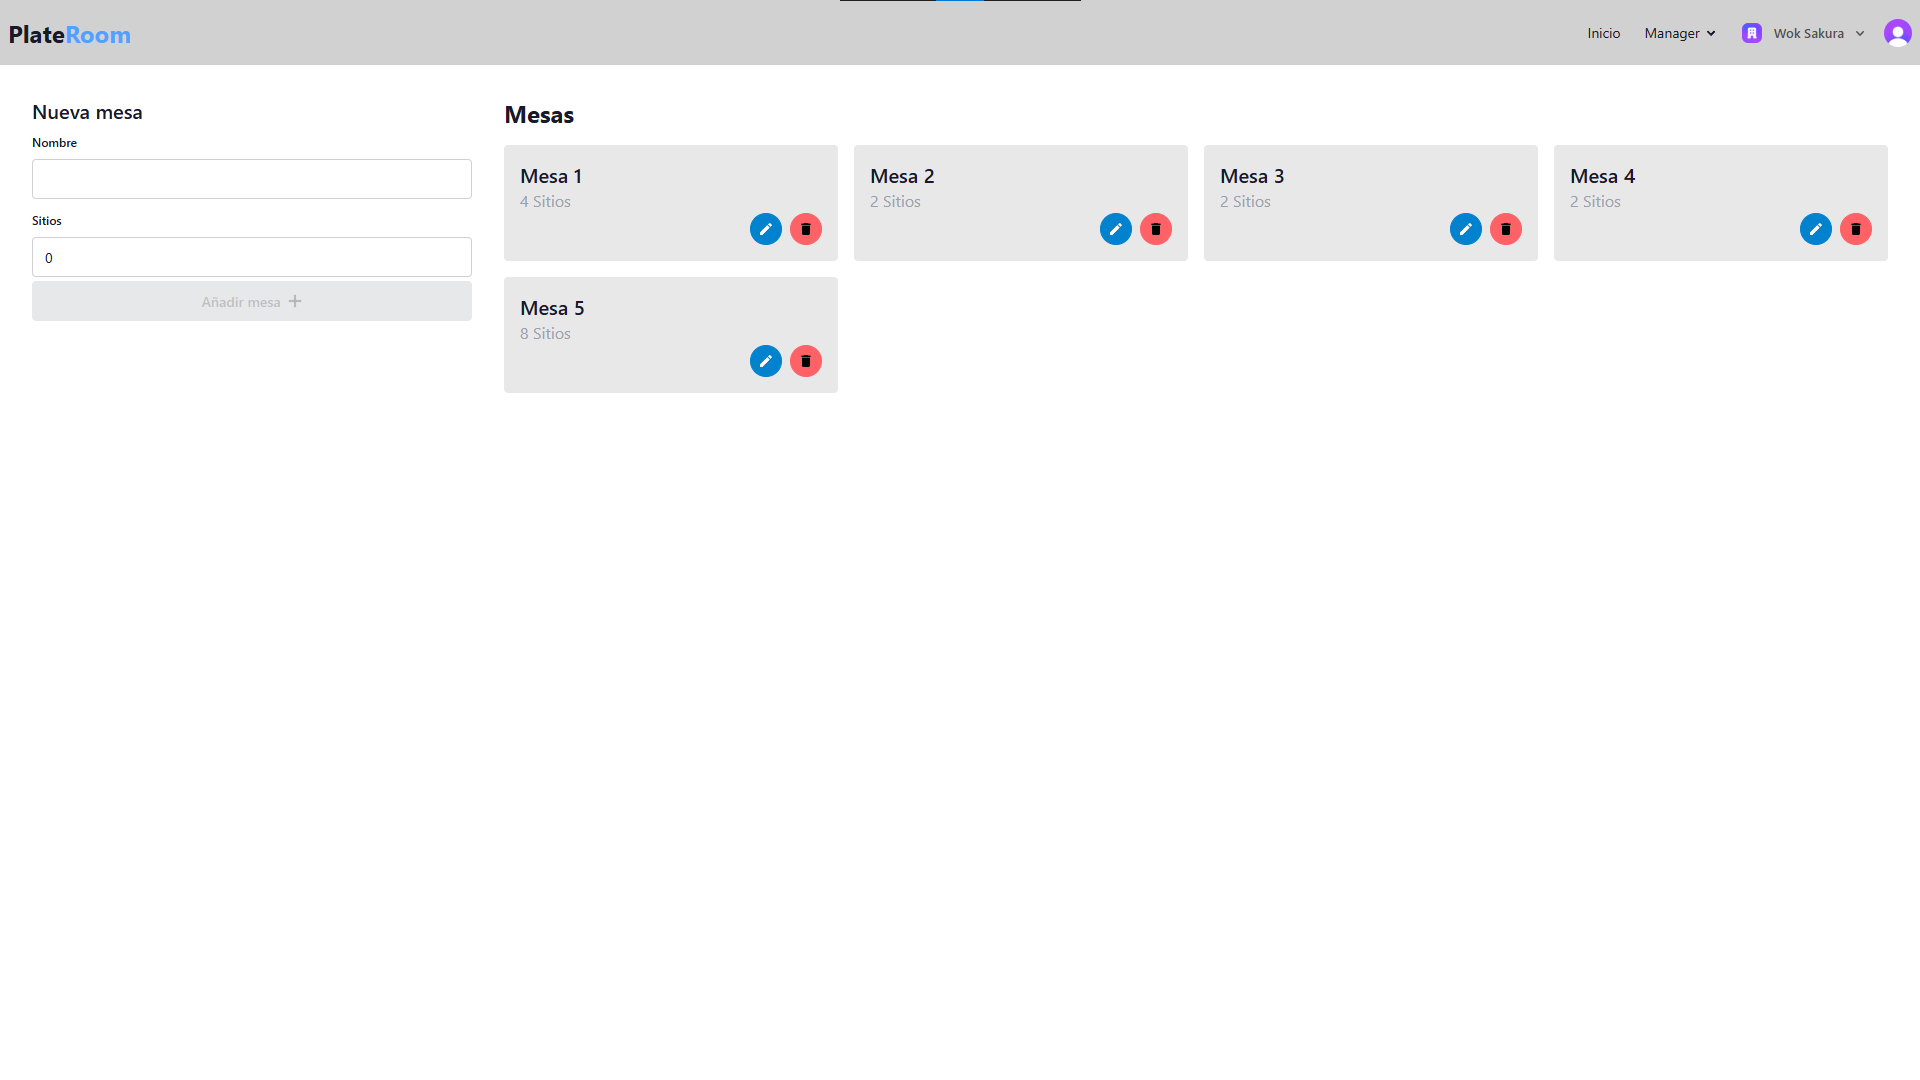 PlateRoom
Inicio
Manager
Wok Sakura
Nueva mesa
Nombre
Sitios
0
Añadir mesa
Mesas
Mesa 1
4 Sitios
Mesa 2
2 Sitios
Mesa 3
2 Sitios
Mesa 4
2 Sitios
Mesa 5
8 Sitios